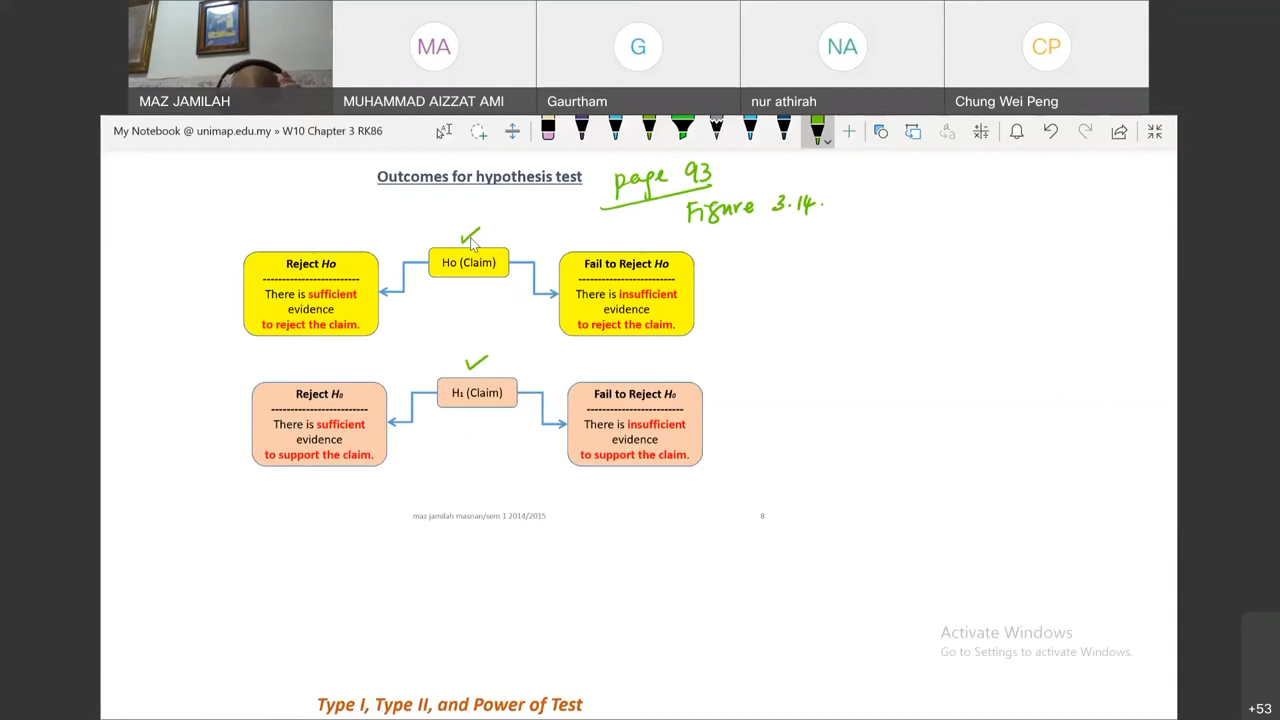 MA
G
NA
CP
MAZ JAMILAH
MUHAMMAD AIZZAT AMI
Gaurtham
nur athirah
Chung Wei Peng
My Notebook @ unimap.edu.my » W10 Chapter 3 RK86
Outcomes for hypothesis test
page 93
Figure 3.14.
Ho (Claim)
Reject Ho
-------------------------
There is sufficient
evidence
to reject the claim.
Fail to Reject Ho
-------------------------
There is insufficient
evidence
to reject the claim.
H₁ (Claim)
Reject H₀
-------------------------
There is sufficient
evidence
to support the claim.
Fail to Reject H₀
-------------------------
There is insufficient
evidence
to support the claim.
maz jamilah masnan/sem 1 2014/2015
8
Activate Windows
Go to Settings to activate Windows.
Type I, Type II, and Power of Test
+53